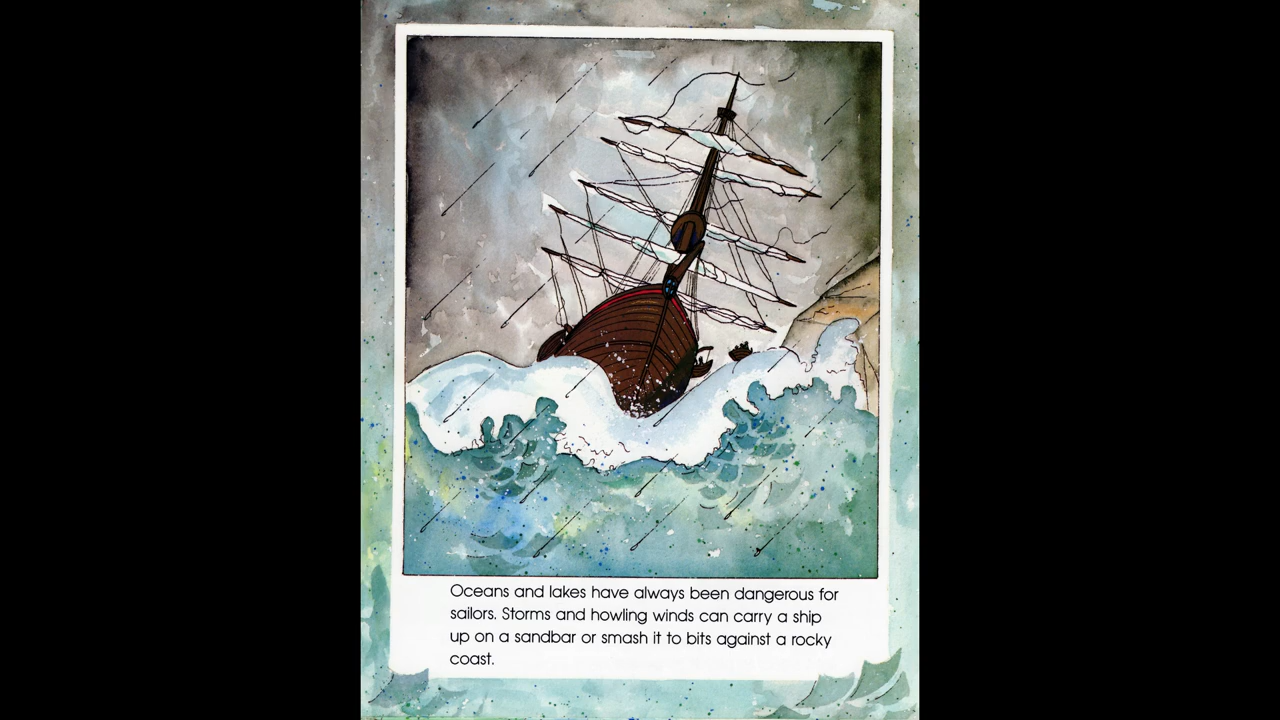 Oceans and lakes have always been dangerous for
sailors. Storms and howling winds can carry a ship
up on a sandbar or smash it to bits against a rocky
coast.